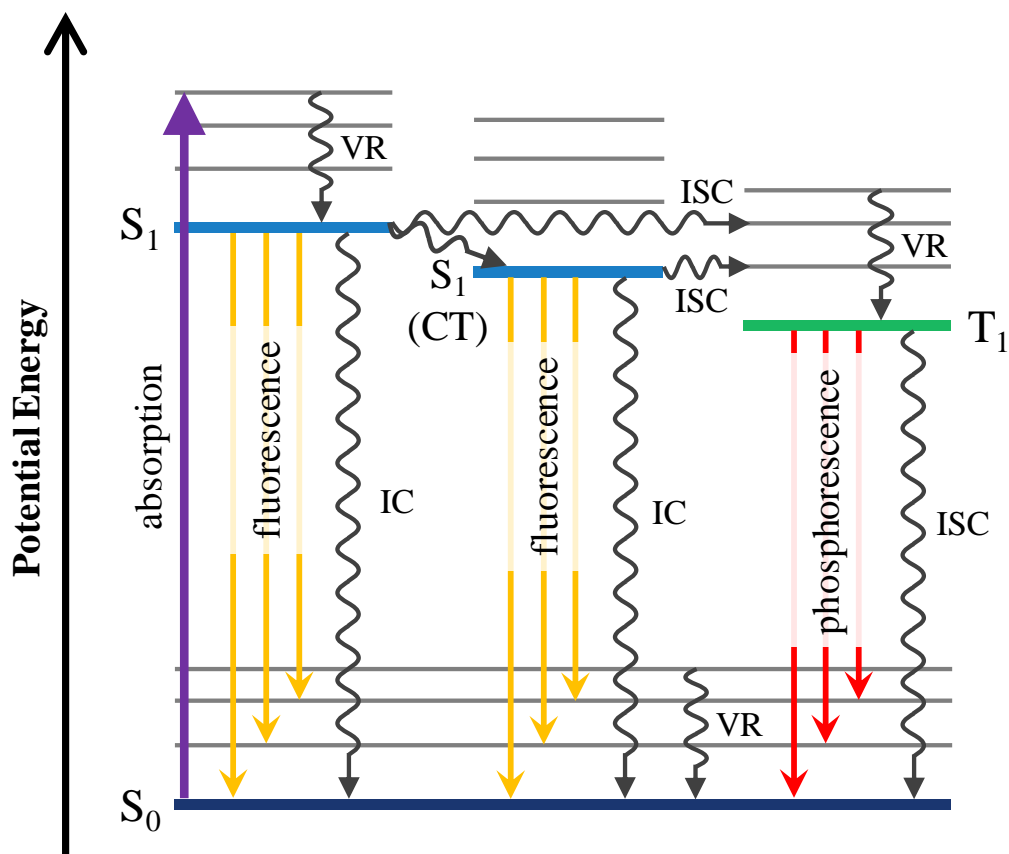 Potential Energy
absorption
VR
S₁
fluorescence
IC
ISC
S₁
(CT)
ISC
fluorescence
IC
VR
VR
T₁
phosphorescence
ISC
S₀